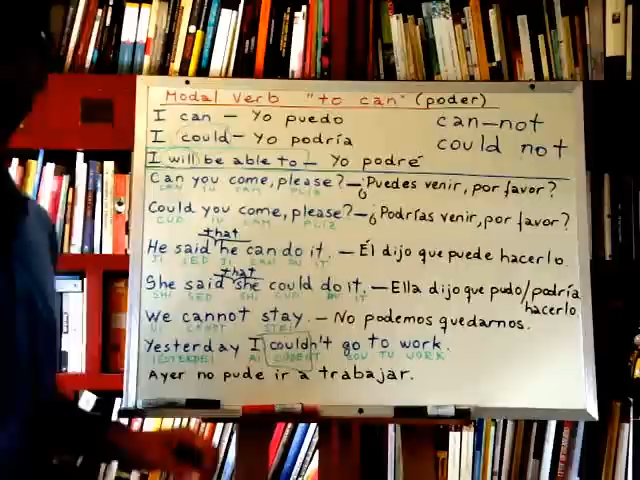 Modal Verb "to can" (poder)
I can – Yo puedo
can–not
I could – Yo podría
could not
I will be able to – Yo podré
Can you come, please? – ¿Puedes venir, por favor?
Could you come, please? – ¿Podrías venir, por favor?
that
He said he can do it. – Él dijo que puede hacerlo.
that
She said she could do it. – Ella dijo que pudo/podría
hacerlo.
We cannot stay. – No podemos quedarnos.
Yesterday I couldn't go to work.
Ayer no pude ir a trabajar.